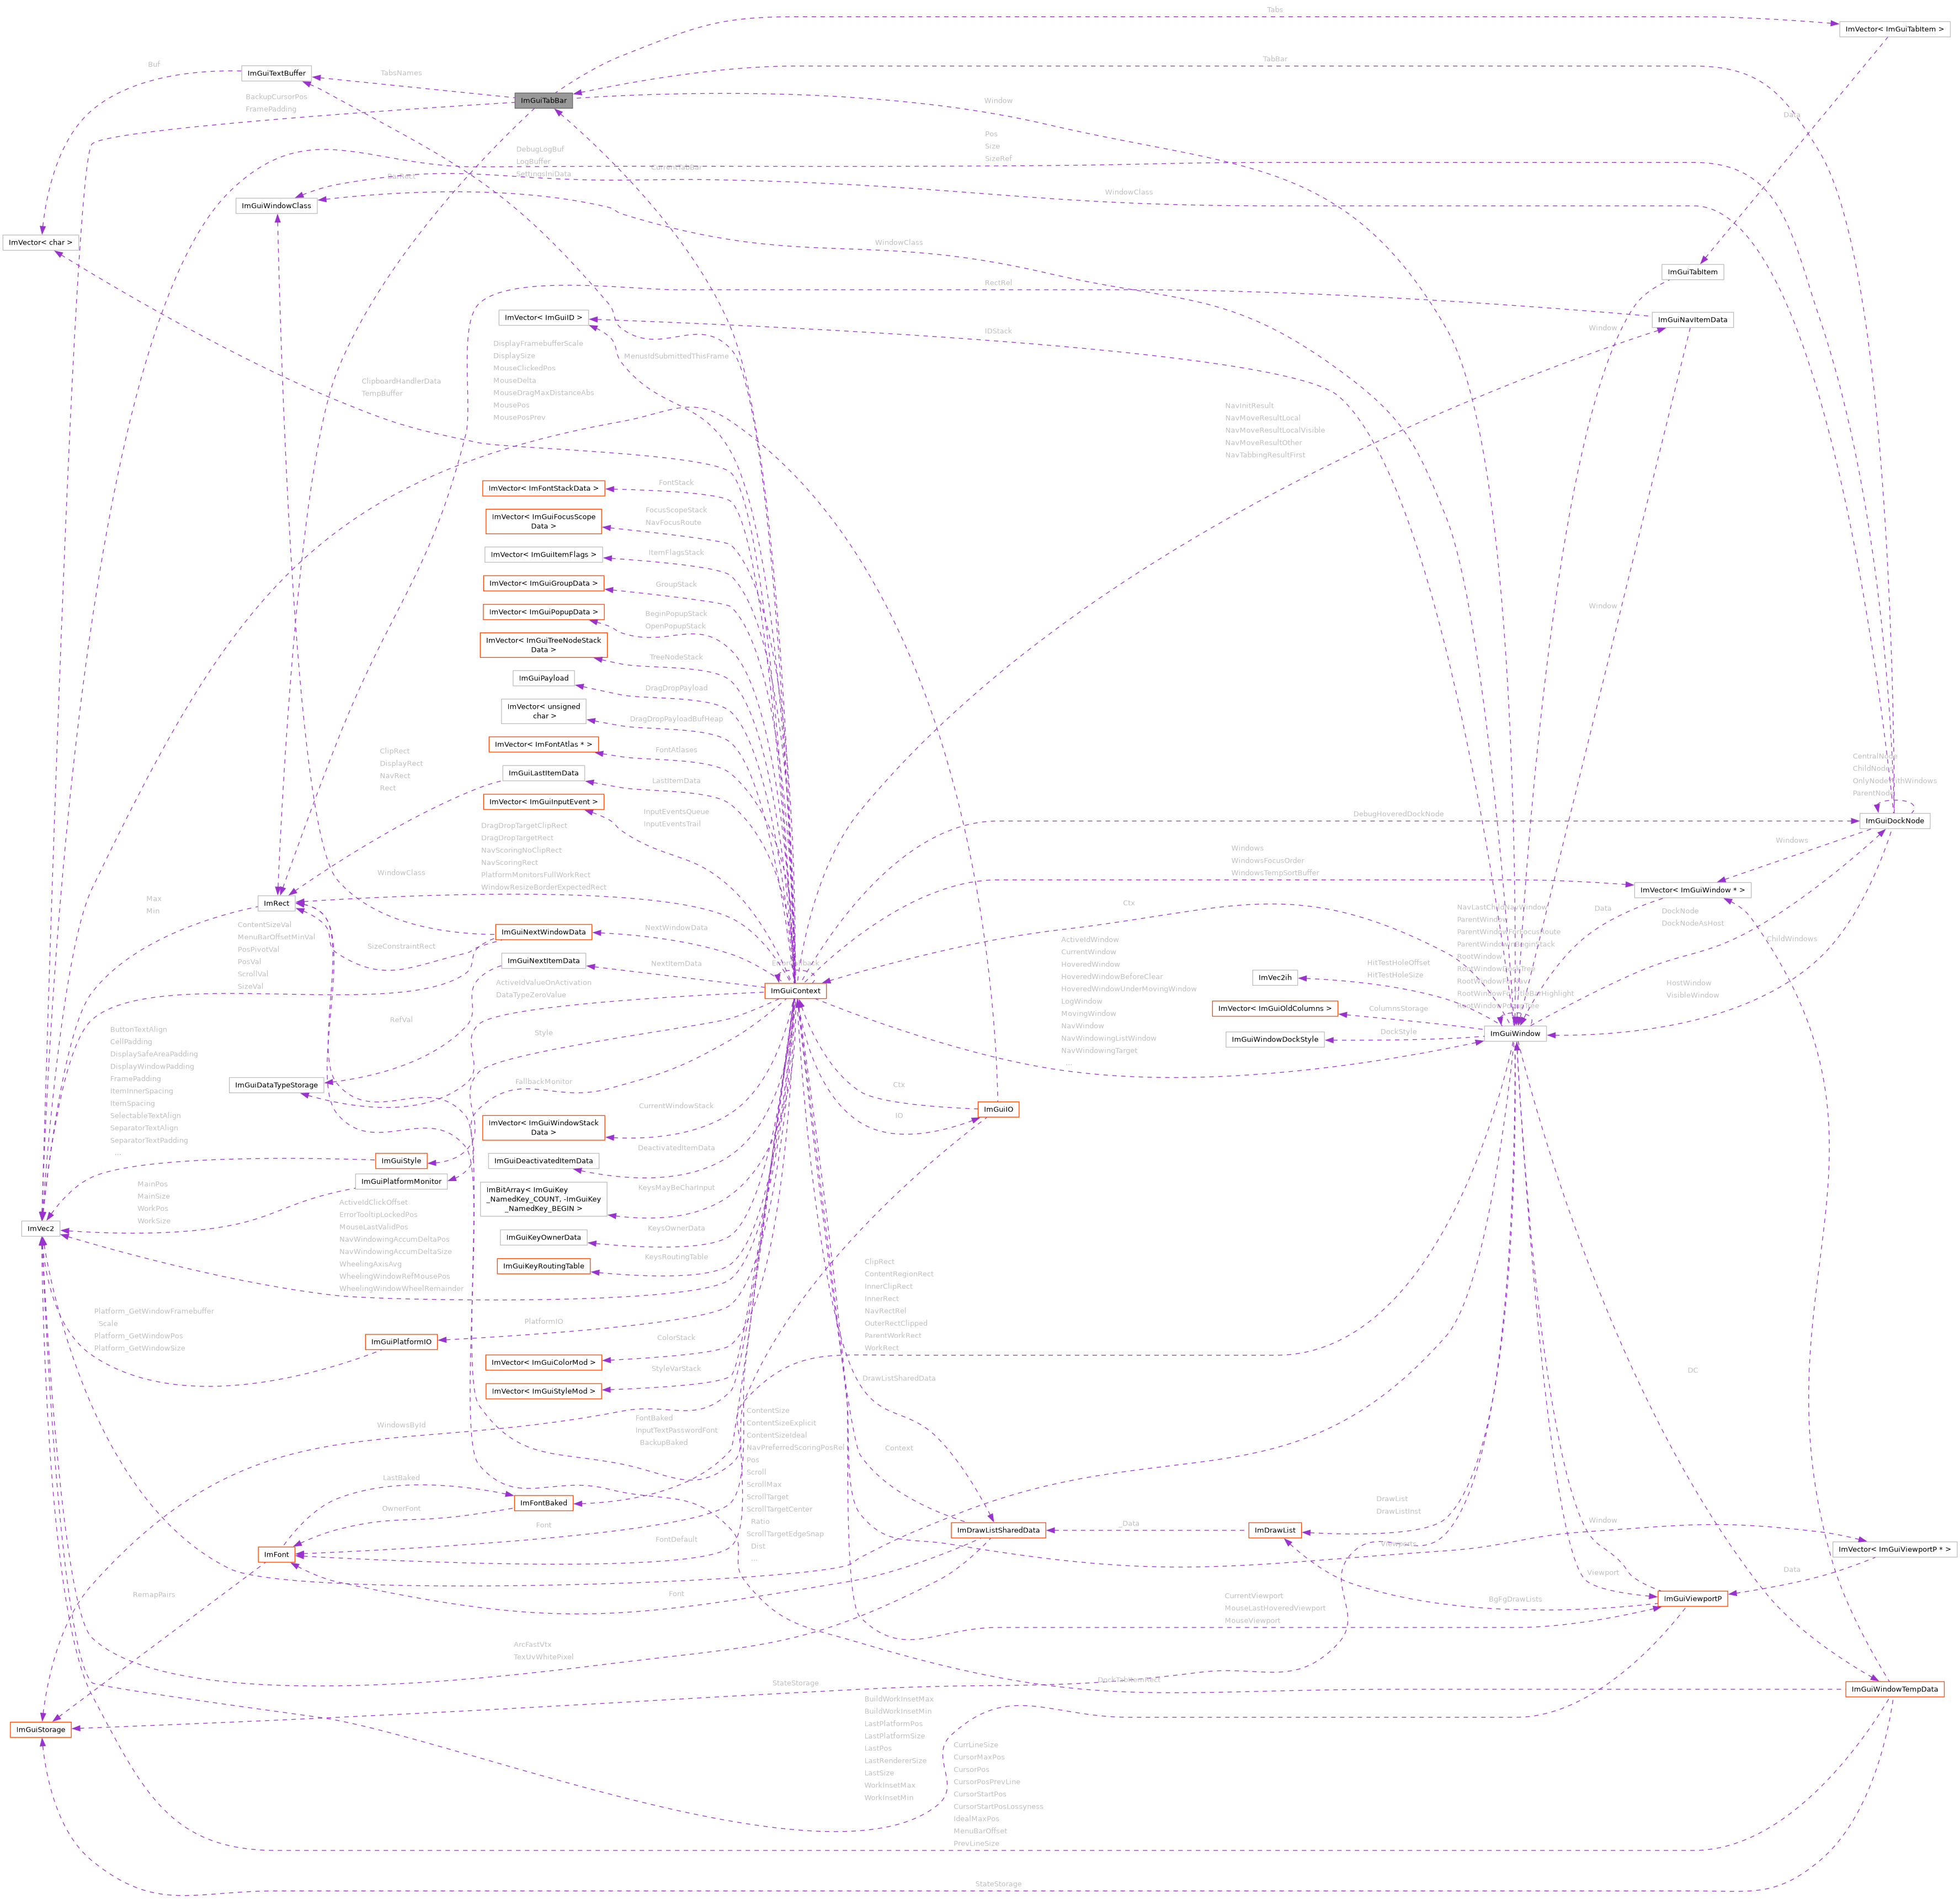 Tabs
ImVector< ImGuiTabItem >
TabBar
Buf
ImGuiTextBuffer
TabsNames
BackupCursorPos
FramePadding
ImGuiTabBar
Window
Data
Pos
Size
SizeRef
DebugLogBuf
LogBuffer
SettingsIniData
CurrentTabBar
BarRect
WindowClass
ImGuiWindowClass
ImVector< char >
WindowClass
ImGuiTabItem
RectRel
ImVector< ImGuiID >
ImGuiNavItemData
IDStack
Window
DisplayFramebufferScale
DisplaySize
MouseClickedPos
MouseDelta
MouseDragMaxDistanceAbs
MousePos
MousePosPrev
MenusIdSubmittedThisFrame
ClipboardHandlerData
TempBuffer
NavInitResult
NavMoveResultLocal
NavMoveResultLocalVisible
NavMoveResultOther
NavTabbingResultFirst
ImVector< ImFontStackData >
FontStack
ImVector< ImGuiFocusScope
Data >
FocusScopeStack
NavFocusRoute
ImVector< ImGuiItemFlags >
ItemFlagsStack
ImVector< ImGuiGroupData >
GroupStack
ImVector< ImGuiPopupData >
BeginPopupStack
OpenPopupStack
Window
ImVector< ImGuiTreeNodeStack
Data >
TreeNodeStack
ImGuiPayload
DragDropPayload
ImVector< unsigned
char >
DragDropPayloadBufHeap
ImVector< ImFontAtlas * >
FontAtlases
ClipRect
DisplayRect
NavRect
Rect
ImGuiLastItemData
LastItemData
CentralNode
ChildNodes
OnlyNodeWithWindows
ParentNode
ImVector< ImGuiInputEvent >
InputEventsQueue
InputEventsTrail
DebugHoveredDockNode
ImGuiDockNode
DragDropTargetClipRect
DragDropTargetRect
NavScoringNoClipRect
NavScoringRect
PlatformMonitorsFullWorkRect
WindowResizeBorderExpectedRect
Windows
Windows
WindowsFocusOrder
WindowsTempSortBuffer
WindowClass
ImVector< ImGuiWindow * >
Max
Min
ImRect
Ctx
NavLastChildNavWindow
ParentWindow
ParentWindowForFocusRoute
ParentWindowInBeginStack
RootWindow
RootWindowDockTree
RootWindowForNav
RootWindowForTitleBarHighlight
RootWindowPopupTree
Data
DockNode
DockNodeAsHost
ChildWindows
ContentSizeVal
MenuBarOffsetMinVal
PosPivotVal
PosVal
ScrollVal
SizeVal
SizeConstraintRect
ImGuiNextWindowData
NextWindowData
ActiveIdWindow
CurrentWindow
HoveredWindow
HoveredWindowBeforeClear
HoveredWindowUnderMovingWindow
LogWindow
MovingWindow
NavWindow
NavWindowingListWindow
NavWindowingTarget
...
ImGuiNextItemData
NextItemData
ImVec2ih
HitTestHoleOffset
HitTestHoleSize
HostWindow
VisibleWindow
ActiveIdValueOnActivation
DataTypeZeroValue
ImGuiContext
ImVector< ImGuiOldColumns >
ColumnsStorage
RefVal
Style
ImGuiWindowDockStyle
DockStyle
ImGuiWindow
ButtonTextAlign
CellPadding
DisplaySafeAreaPadding
DisplayWindowPadding
FramePadding
ItemInnerSpacing
ItemSpacing
SelectableTextAlign
SeparatorTextAlign
SeparatorTextPadding
...
ImGuiDataTypeStorage
FallbackMonitor
Ctx
IO
ImGuiIO
ImVector< ImGuiWindowStack
Data >
CurrentWindowStack
ImGuiStyle
ImGuiDeactivatedItemData
DeactivatedItemData
ImGuiPlatformMonitor
MainPos
MainSize
WorkPos
WorkSize
ImBitArray< ImGuiKey
_NamedKey_COUNT, -ImGuiKey
_NamedKey_BEGIN >
KeysMayBeCharInput
ImVec2
ActiveIdClickOffset
ErrorTooltipLockedPos
MouseLastValidPos
NavWindowingAccumDeltaPos
NavWindowingAccumDeltaSize
WheelingAxisAvg
WheelingWindowRefMousePos
WheelingWindowWheelRemainder
ImGuiKeyOwnerData
KeysOwnerData
ImGuiKeyRoutingTable
KeysRoutingTable
ClipRect
ContentRegionRect
InnerClipRect
InnerRect
NavRectRel
OuterRectClipped
ParentWorkRect
WorkRect
Platform_GetWindowFramebuffer
Scale
Platform_GetWindowPos
Platform_GetWindowSize
PlatformIO
ImGuiPlatformIO
ColorStack
ImVector< ImGuiColorMod >
DC
StyleVarStack
ImVector< ImGuiStyleMod >
DrawListSharedData
WindowsById
FontBaked
InputTextPasswordFont
BackupBaked
ContentSize
ContentSizeExplicit
ContentSizeIdeal
NavPreferredScoringPosRel
Pos
Scroll
ScrollMax
ScrollTarget
ScrollTargetCenter
Ratio
ScrollTargetEdgeSnap
Dist
...
Context
LastBaked
ImFontBaked
OwnerFont
DrawList
DrawListInst
Font
Data
ImDrawListSharedData
ImDrawList
Window
FontDefault
Viewports
ImVector< ImGuiViewportP * >
ImFont
Viewport
Data
RemapPairs
Font
CurrentViewport
MouseLastHoveredViewport
MouseViewport
BgFgDrawLists
ImGuiViewportP
ArcFastVtx
TexUvWhitePixel
StateStorage
DockTabItemRect
ImGuiWindowTempData
BuildWorkInsetMax
BuildWorkInsetMin
LastPlatformPos
LastPlatformSize
LastPos
LastRendererSize
LastSize
WorkInsetMax
WorkInsetMin
ImGuiStorage
CurrLineSize
CursorMaxPos
CursorPos
CursorPosPrevLine
CursorStartPos
CursorStartPosLossyness
IdealMaxPos
MenuBarOffset
PrevLineSize
StateStorage